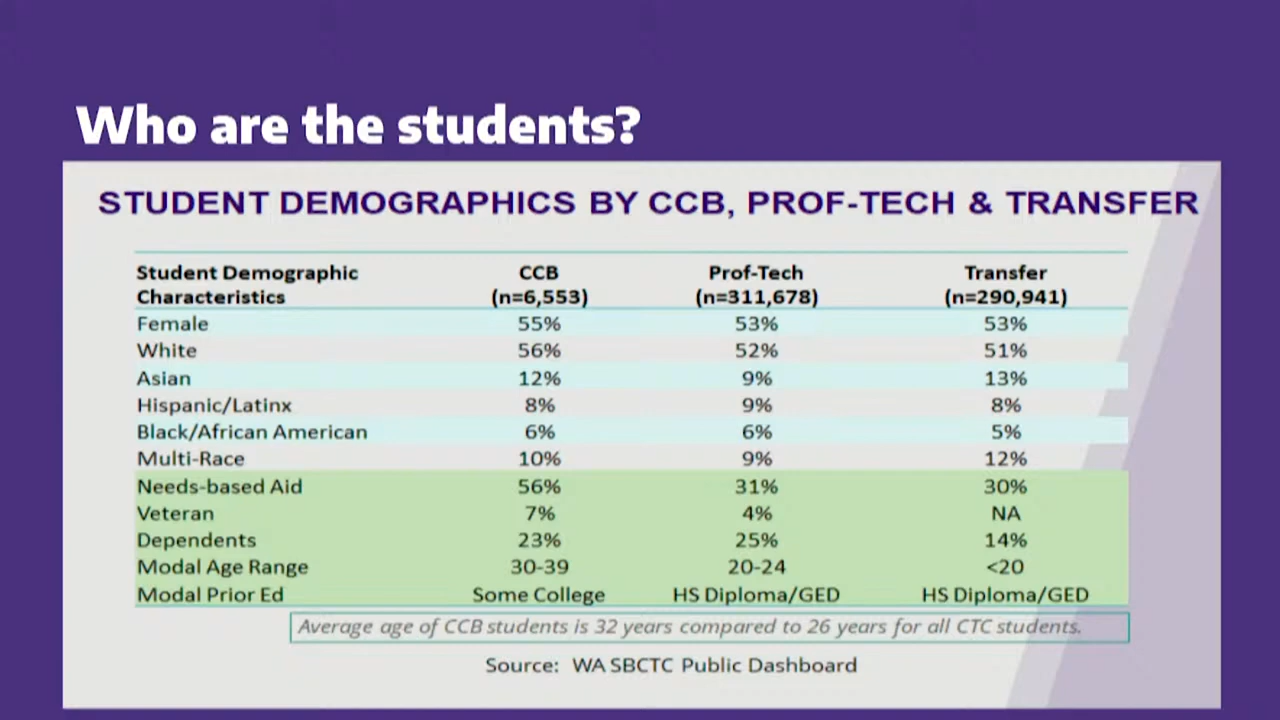 Who are the students?
STUDENT DEMOGRAPHICS BY CCB, PROF-TECH & TRANSFER
Student Demographic Characteristics CCB (n=6,553) Prof-Tech (n=311,678) Transfer (n=290,941)
Female 55% 53% 53%
White 56% 52% 51%
Asian 12% 9% 13%
Hispanic/Latinx 8% 9% 8%
Black/African American 6% 6% 5%
Multi-Race 10% 9% 12%
Needs-based Aid 56% 31% 30%
Veteran 7% 4% NA
Dependents 23% 25% 14%
Modal Age Range 30-39 20-24 <20
Modal Prior Ed Some College HS Diploma/GED HS Diploma/GED
Average age of CCB students is 32 years compared to 26 years for all CTC students.
Source: WA SBCTC Public Dashboard